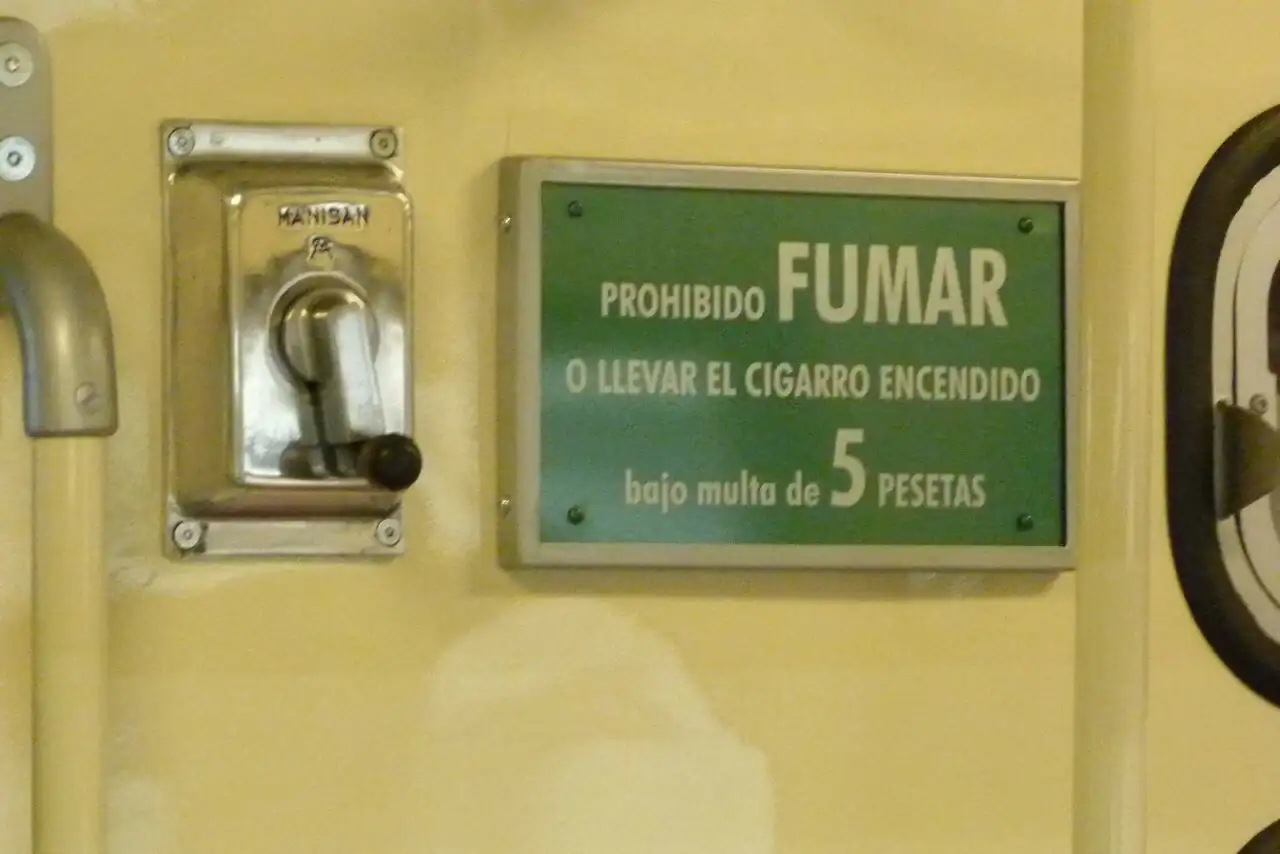 MANISAN
PROHIBIDO FUMAR
O LLEVAR EL CIGARRO ENCENDIDO
bajo multa de 5 PESETAS